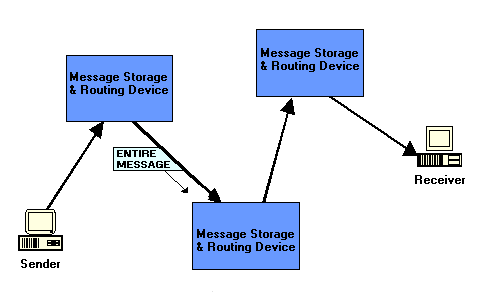 Message Storage
& Routing Device
Message Storage
& Routing Device
ENTIRE
MESSAGE
Receiver
Message Storage
& Routing Device
Sender